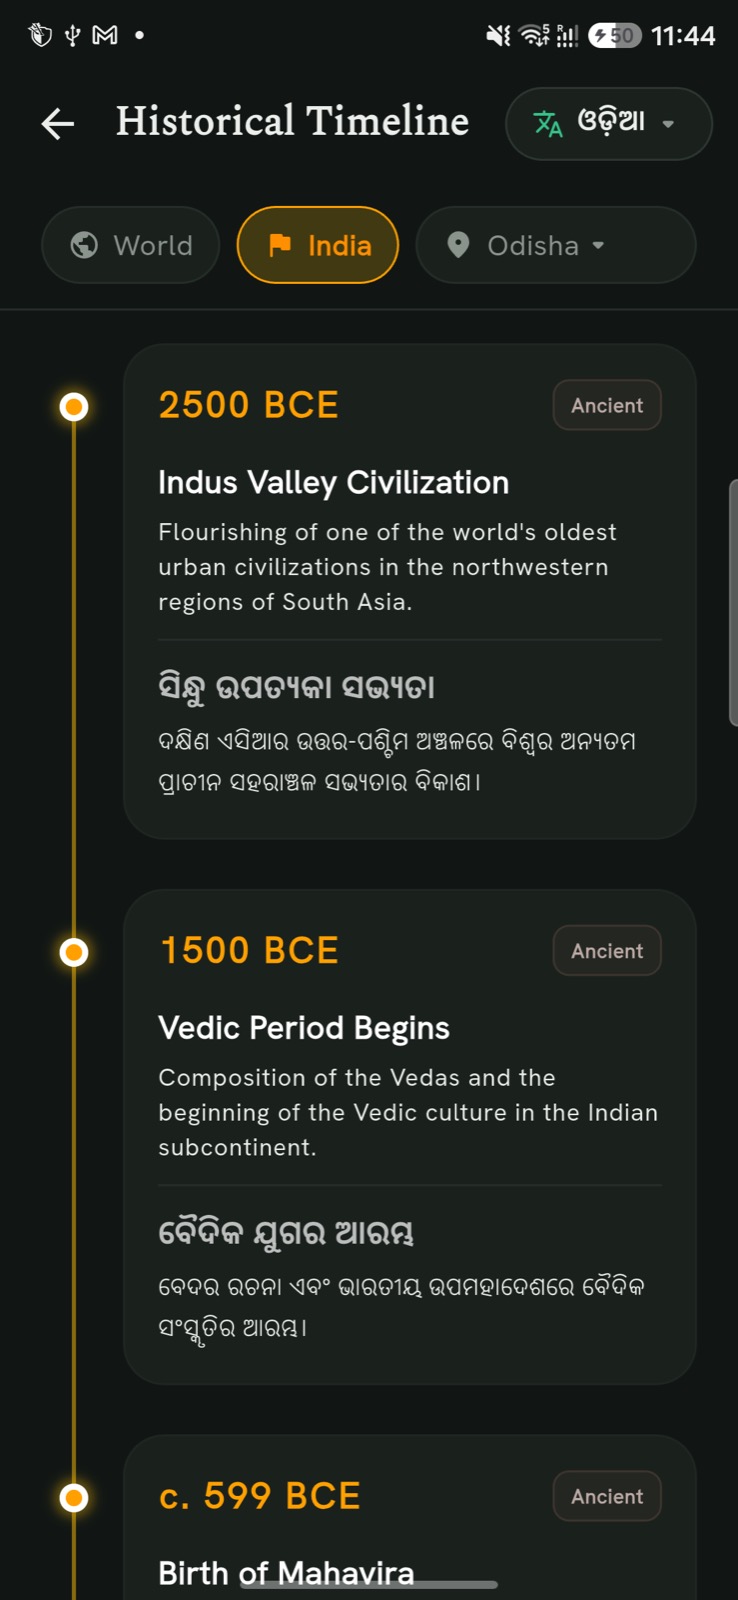 50 11:44
Historical Timeline
ଓଡ଼ିଆ
World
India
Odisha
2500 BCE
Ancient
Indus Valley Civilization
Flourishing of one of the world's oldest
urban civilizations in the northwestern
regions of South Asia.
ସିନ୍ଧୁ ଉପତ୍ୟକା ସଭ୍ୟତା
ଦକ୍ଷିଣ ଏସିଆର ଉତ୍ତର-ପଶ୍ଚିମ ଅଞ୍ଚଳରେ ବିଶ୍ୱର ଅନ୍ୟତମ
ପ୍ରାଚୀନ ସହରାଞ୍ଚଳ ସଭ୍ୟତାର ବିକାଶ।
1500 BCE
Ancient
Vedic Period Begins
Composition of the Vedas and the
beginning of the Vedic culture in the Indian
subcontinent.
ବୈଦିକ ଯୁଗର ଆରମ୍ଭ
ବେଦର ରଚନା ଏବଂ ଭାରତୀୟ ଉପମହାଦେଶରେ ବୈଦିକ
ସଂସ୍କୃତିର ଆରମ୍ଭ।
c. 599 BCE
Ancient
Birth of Mahavira